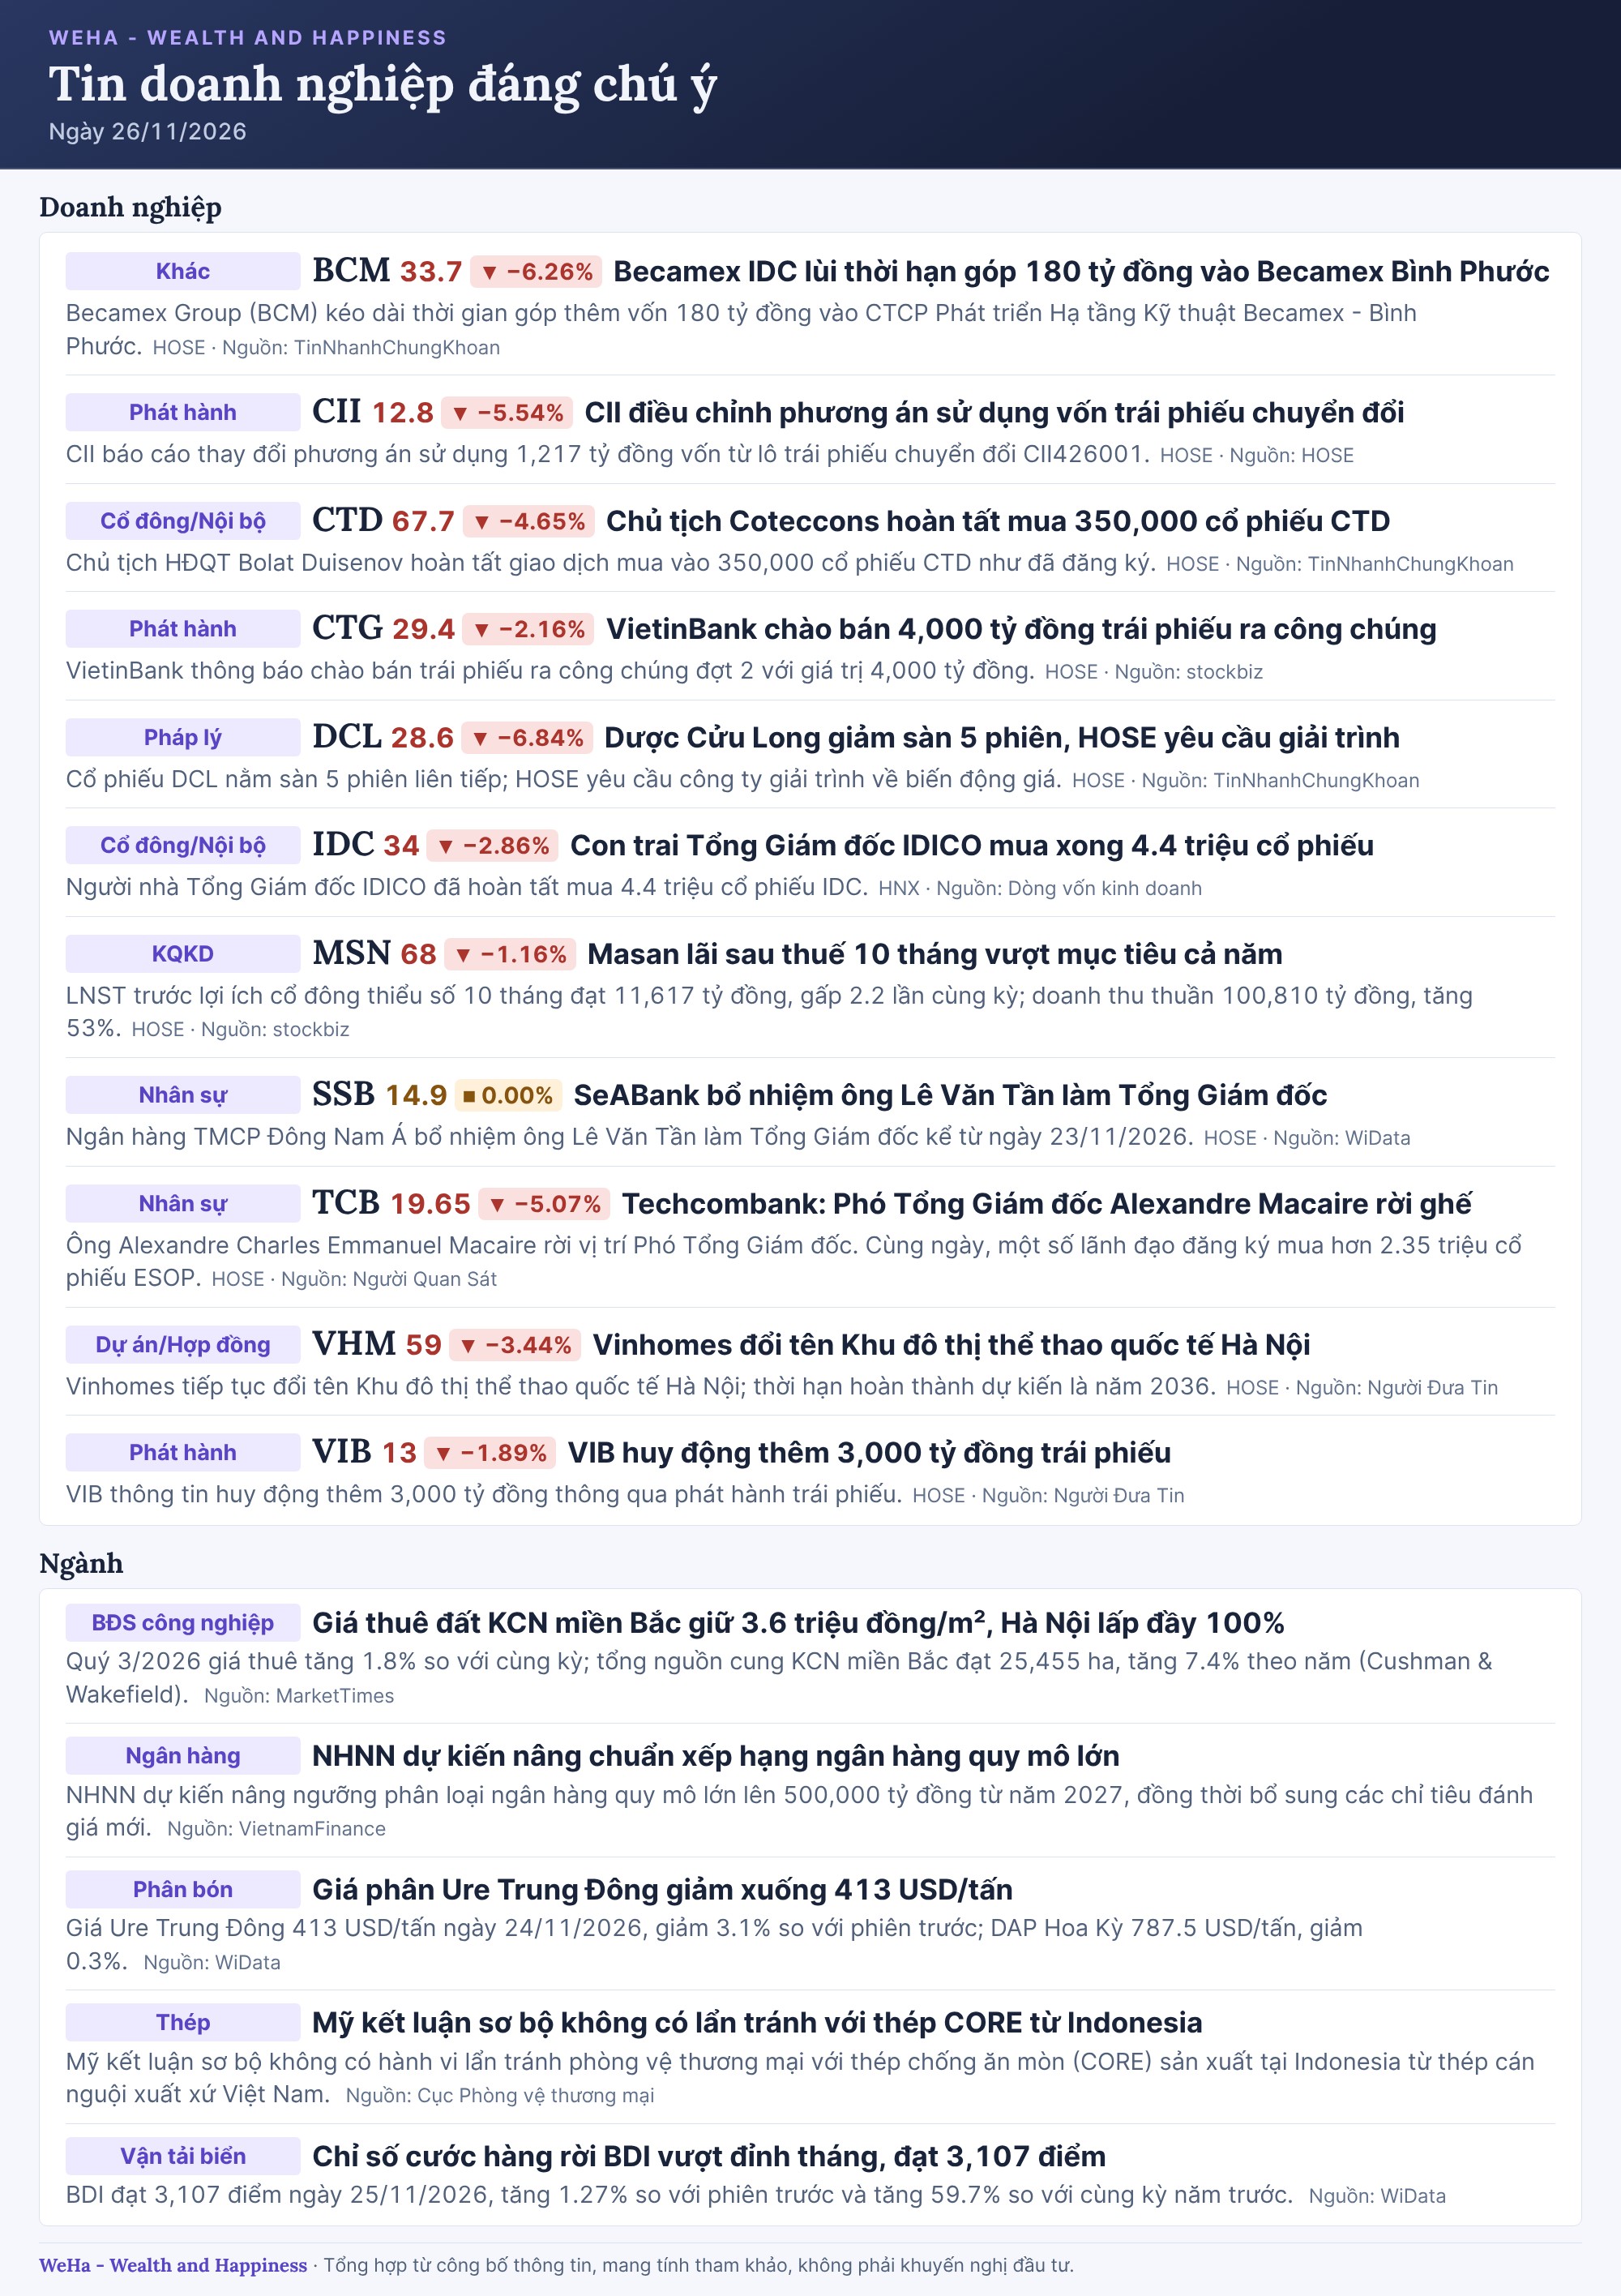 WEHA - WEALTH AND HAPPINESS
Tin doanh nghiệp đáng chú ý
Ngày 26/11/2026
Doanh nghiệp
Khác BCM 33.7 ▼ −6.26% Becamex IDC lùi thời hạn góp 180 tỷ đồng vào Becamex Bình Phước
Becamex Group (BCM) kéo dài thời gian góp thêm vốn 180 tỷ đồng vào CTCP Phát triển Hạ tầng Kỹ thuật Becamex - Bình
Phước. HOSE · Nguồn: TinNhanhChungKhoan
Phát hành CII 12.8 ▼ −5.54% CII điều chỉnh phương án sử dụng vốn trái phiếu chuyển đổi
CII báo cáo thay đổi phương án sử dụng 1,217 tỷ đồng vốn từ lô trái phiếu chuyển đổi CII426001. HOSE · Nguồn: HOSE
Cổ đông/Nội bộ CTD 67.7 ▼ −4.65% Chủ tịch Coteccons hoàn tất mua 350,000 cổ phiếu CTD
Chủ tịch HĐQT Bolat Duisenov hoàn tất giao dịch mua vào 350,000 cổ phiếu CTD như đã đăng ký. HOSE · Nguồn: TinNhanhChungKhoan
Phát hành CTG 29.4 ▼ −2.16% VietinBank chào bán 4,000 tỷ đồng trái phiếu ra công chúng
VietinBank thông báo chào bán trái phiếu ra công chúng đợt 2 với giá trị 4,000 tỷ đồng. HOSE · Nguồn: stockbiz
Pháp lý DCL 28.6 ▼ −6.84% Dược Cửu Long giảm sàn 5 phiên, HOSE yêu cầu giải trình
Cổ phiếu DCL nằm sàn 5 phiên liên tiếp; HOSE yêu cầu công ty giải trình về biến động giá. HOSE · Nguồn: TinNhanhChungKhoan
Cổ đông/Nội bộ IDC 34 ▼ −2.86% Con trai Tổng Giám đốc IDICO mua xong 4.4 triệu cổ phiếu
Người nhà Tổng Giám đốc IDICO đã hoàn tất mua 4.4 triệu cổ phiếu IDC. HNX · Nguồn: Dòng vốn kinh doanh
KQKD MSN 68 ▼ −1.16% Masan lãi sau thuế 10 tháng vượt mục tiêu cả năm
LNST trước lợi ích cổ đông thiểu số 10 tháng đạt 11,617 tỷ đồng, gấp 2.2 lần cùng kỳ; doanh thu thuần 100,810 tỷ đồng, tăng
53%. HOSE · Nguồn: stockbiz
Nhân sự SSB 14.9 ■ 0.00% SeABank bổ nhiệm ông Lê Văn Tần làm Tổng Giám đốc
Ngân hàng TMCP Đông Nam Á bổ nhiệm ông Lê Văn Tần làm Tổng Giám đốc kể từ ngày 23/11/2026. HOSE · Nguồn: WiData
Nhân sự TCB 19.65 ▼ −5.07% Techcombank: Phó Tổng Giám đốc Alexandre Macaire rời ghế
Ông Alexandre Charles Emmanuel Macaire rời vị trí Phó Tổng Giám đốc. Cùng ngày, một số lãnh đạo đăng ký mua hơn 2.35 triệu cổ
phiếu ESOP. HOSE · Nguồn: Người Quan Sát
Dự án/Hợp đồng VHM 59 ▼ −3.44% Vinhomes đổi tên Khu đô thị thể thao quốc tế Hà Nội
Vinhomes tiếp tục đổi tên Khu đô thị thể thao quốc tế Hà Nội; thời hạn hoàn thành dự kiến là năm 2036. HOSE · Nguồn: Người Đưa Tin
Phát hành VIB 13 ▼ −1.89% VIB huy động thêm 3,000 tỷ đồng trái phiếu
VIB thông tin huy động thêm 3,000 tỷ đồng thông qua phát hành trái phiếu. HOSE · Nguồn: Người Đưa Tin
Ngành
BĐS công nghiệp Giá thuê đất KCN miền Bắc giữ 3.6 triệu đồng/m², Hà Nội lấp đầy 100%
Quý 3/2026 giá thuê tăng 1.8% so với cùng kỳ; tổng nguồn cung KCN miền Bắc đạt 25,455 ha, tăng 7.4% theo năm (Cushman &
Wakefield). Nguồn: MarketTimes
Ngân hàng NHNN dự kiến nâng chuẩn xếp hạng ngân hàng quy mô lớn
NHNN dự kiến nâng ngưỡng phân loại ngân hàng quy mô lớn lên 500,000 tỷ đồng từ năm 2027, đồng thời bổ sung các chỉ tiêu đánh
giá mới. Nguồn: VietnamFinance
Phân bón Giá phân Ure Trung Đông giảm xuống 413 USD/tấn
Giá Ure Trung Đông 413 USD/tấn ngày 24/11/2026, giảm 3.1% so với phiên trước; DAP Hoa Kỳ 787.5 USD/tấn, giảm
0.3%. Nguồn: WiData
Thép Mỹ kết luận sơ bộ không có lẩn tránh với thép CORE từ Indonesia
Mỹ kết luận sơ bộ không có hành vi lẩn tránh phòng vệ thương mại với thép chống ăn mòn (CORE) sản xuất tại Indonesia từ thép cán
nguội xuất xứ Việt Nam. Nguồn: Cục Phòng vệ thương mại
Vận tải biển Chỉ số cước hàng rời BDI vượt đỉnh tháng, đạt 3,107 điểm
BDI đạt 3,107 điểm ngày 25/11/2026, tăng 1.27% so với phiên trước và tăng 59.7% so với cùng kỳ năm trước. Nguồn: WiData
WeHa - Wealth and Happiness · Tổng hợp từ công bố thông tin, mang tính tham khảo, không phải khuyến nghị đầu tư.